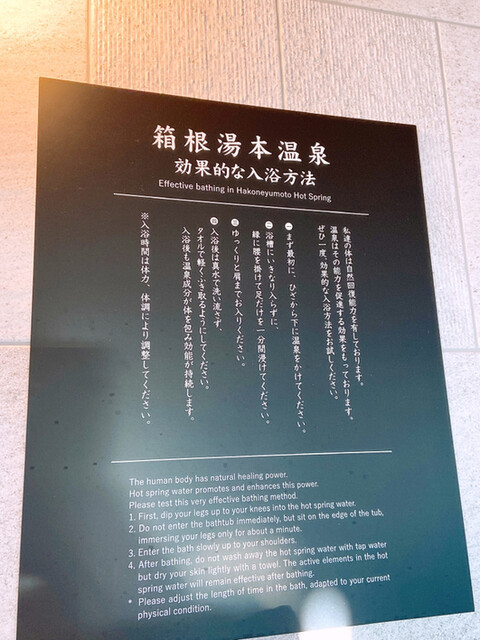 箱根湯本温泉
効果的な入浴方法
Effective bathing in Hakoneyumoto Hot Spring
私達の体は自然回復能力を有しております。
温泉はその能力を促進する効果をもっております。
ぜひ一度、効果的な入浴方法をお試しください。
一 まず最初に、ひざから下に温泉をかけてください。
二 浴槽にいきなり入らずに、
縁に腰を掛けて足だけを一分間浸けてください。
三 ゆっくりと肩までお入りください。
四 入浴後は真水で洗い流さず、
タオルで軽くふき取るようにしてください。
入浴後も温泉成分が体を包み効能が持続します。
※入浴時間は体力、体調により調整してください。
The human body has natural healing power.
Hot spring water promotes and enhances this power.
Please test this very effective bathing method.
1. First, dip your legs up to your knees into the hot spring water.
2. Do not enter the bathtub immediately, but sit on the edge of the tub,
immersing your legs only for about a minute.
3. Enter the bath slowly up to your shoulders.
4. After bathing, do not wash away the hot spring water with tap water
but dry your skin lightly with a towel. The active elements in the hot
spring water will remain effective after bathing.
* Please adjust the length of time in the bath, adapted to your current
physical condition.